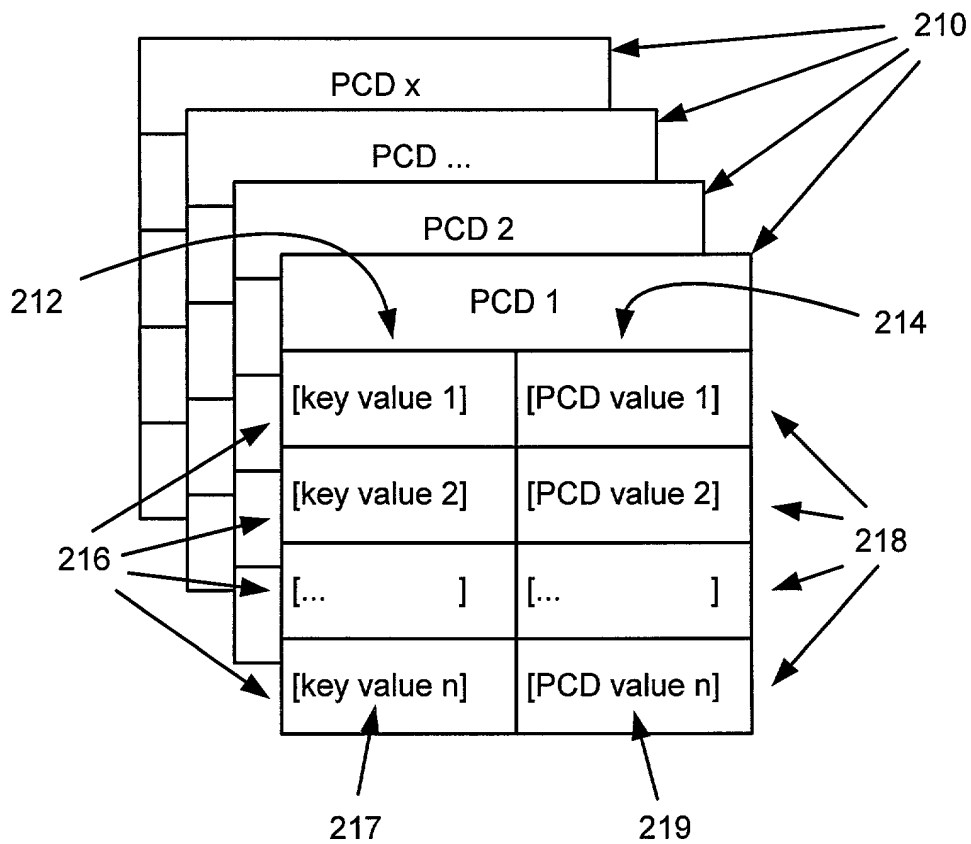 210
PCD x
PCD ...
PCD 2
212
PCD 1
214
[key value 1] [PCD value 1]
[key value 2] [PCD value 2]
216
218
[... ] [... ]
[key value n] [PCD value n]
217
219